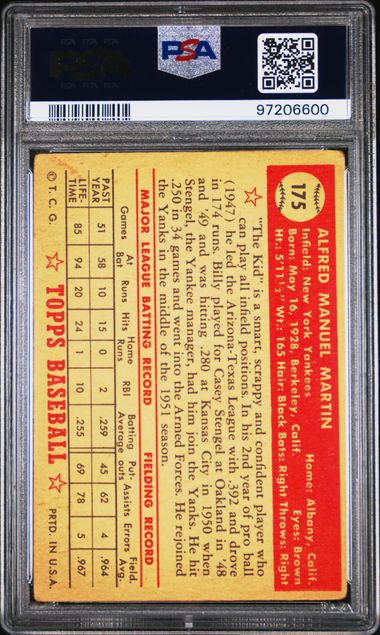 PSA
PSA
97206600
175
ALFRED MANUEL MARTIN
Infield: New York Yankees Home: Albany, Calif.
Born: May 16, 1928, Berkeley, Calif. Eyes: Brown
Ht.: 5'11½" Wt.: 165 Hair: Black Bats: Right Throws: Right
"The Kid" is a smart, scrappy and confident player who
can play all infield positions. In his 2nd year of pro ball
(1947) he led the Arizona-Texas League with .392 and drove
in 174 runs. Billy played for Casey Stengel at Oakland in '48
and '49 and was hitting .280 at Kansas City in 1950 when
Stengel, the Yankee manager, had him join the Yanks. He hit
.250 in 34 games and went into the Armed Forces. He rejoined
the Yanks in the middle of the 1951 season.
MAJOR LEAGUE BATTING RECORD FIELDING RECORD
Games At Bat Runs Hits Home Runs RBI Batting Average Put-outs Assists Errors Field. Avg.
PAST YEAR 51 58 10 15 0 2 .259 45 62 4 .964
LIFE-TIME 85 94 20 24 1 10 .255 69 78 5 .967
© T. C. G. TOPPS BASEBALL PRTD. IN U.S.A.